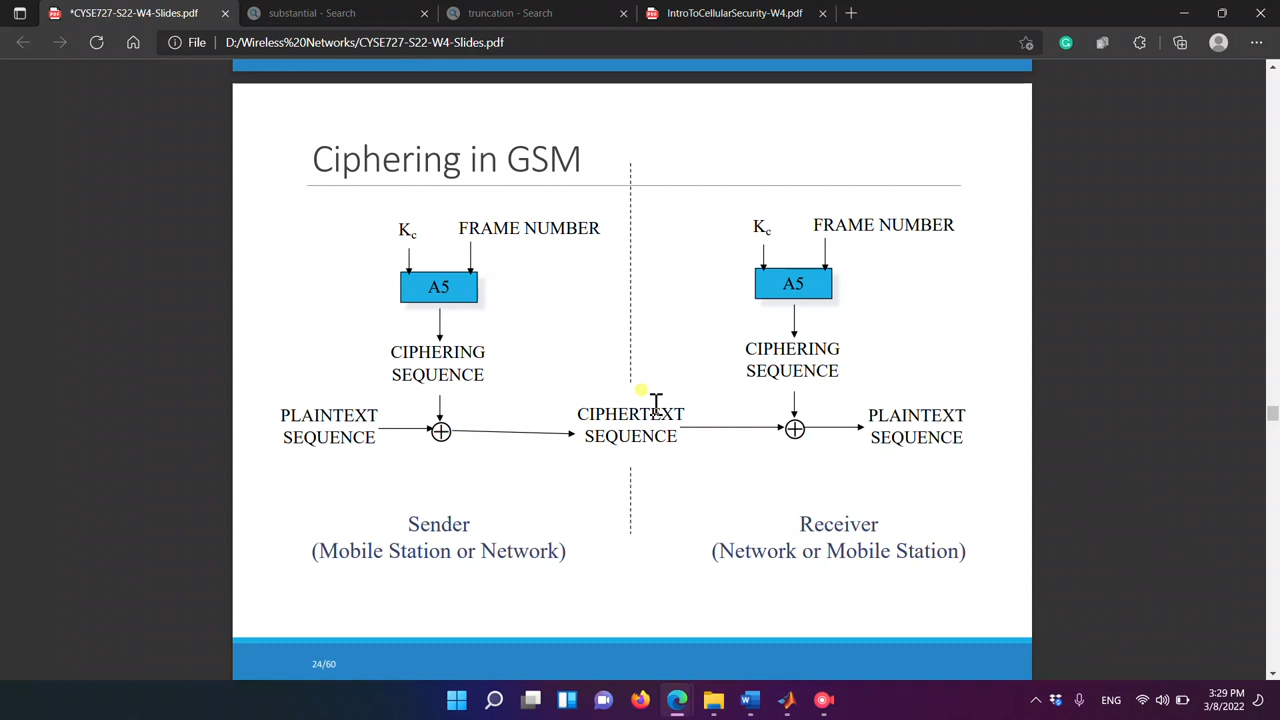 *CYSE727-S22-W4-Slides.pdf
substantial - Search
truncation - Search
IntroToCellularSecurity-W4.pdf
File
D:/Wireless%20Networks/CYSE727-S22-W4-Slides.pdf
Ciphering in GSM
Kc
FRAME NUMBER
Kc
FRAME NUMBER
A5
A5
CIPHERING
SEQUENCE
CIPHERING
SEQUENCE
PLAINTEXT
SEQUENCE
CIPHERTEXT
SEQUENCE
PLAINTEXT
SEQUENCE
Sender
(Mobile Station or Network)
Receiver
(Network or Mobile Station)
24/60
ENG
3:29 PM
3/8/2022